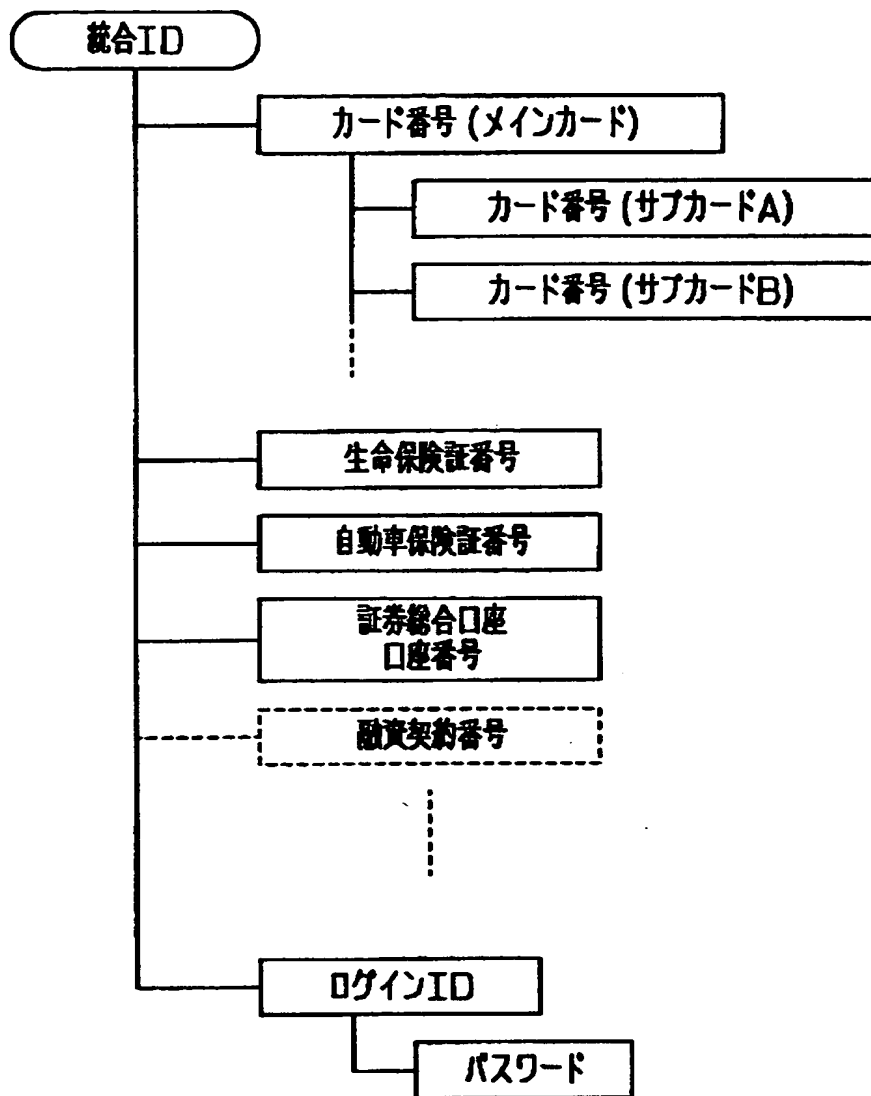 統合ID
カード番号 (メインカード)
カード番号 (サブカードA)
カード番号 (サブカードB)
生命保険証番号
自動車保険証番号
証券総合口座
口座番号
融資契約番号
ログインID
パスワード